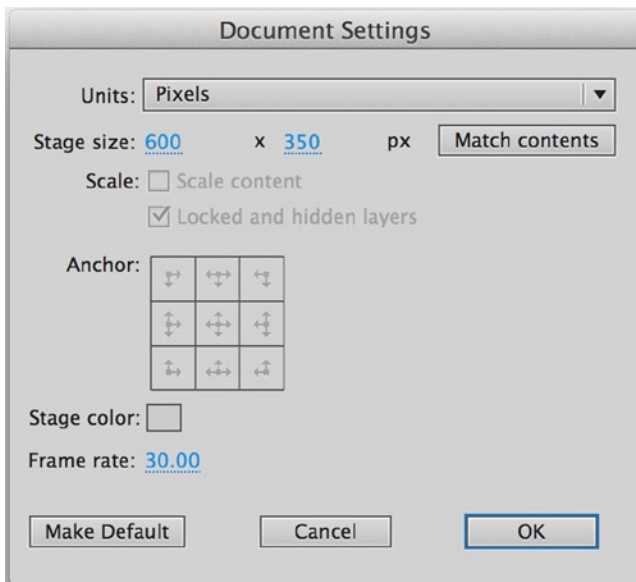 Document Settings
Units: Pixels
Stage size: 600 x 350 px Match contents
Scale: Scale content
Locked and hidden layers
Anchor:
Stage color:
Frame rate: 30.00
Make Default Cancel OK